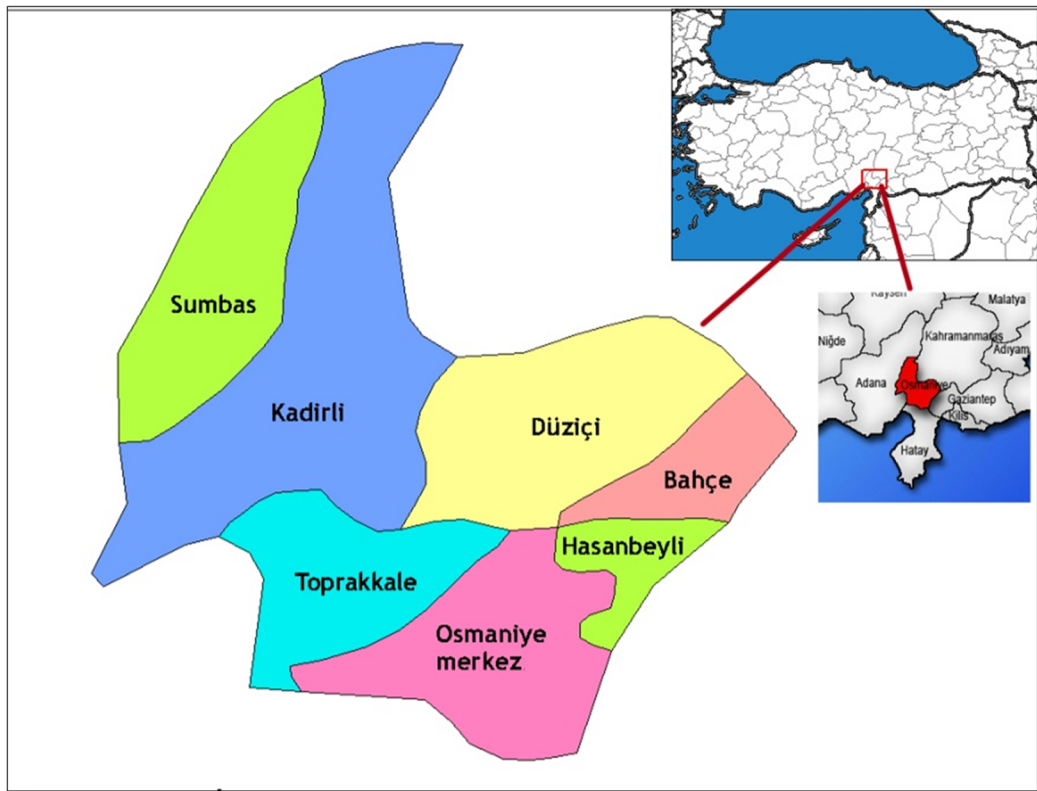 Sumbas
Kadirli
Düziçi
Bahçe
Hasanbeyli
Toprakkale
Osmaniye
merkez
Kayseri
Malatya
Niğde
Kahramanmaraş
Adıyam
Adana
Osmaniye
Gaziantep
Kilis
Hatay